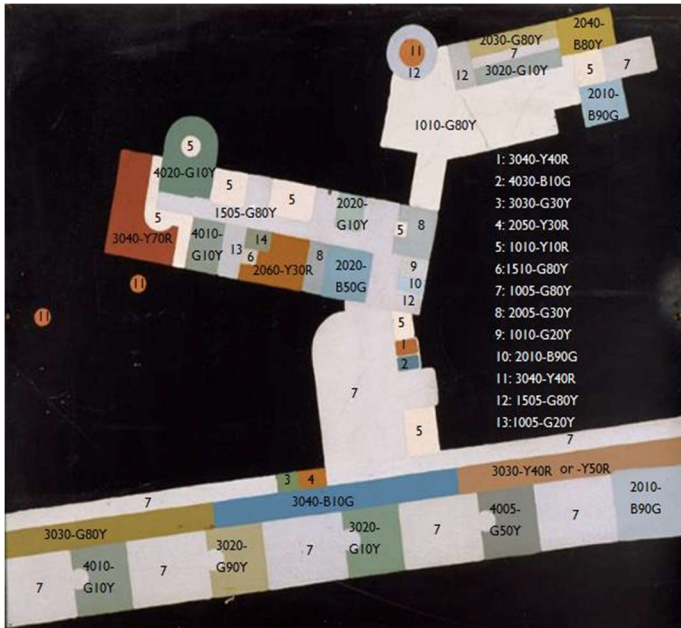 2040-
B80Y
2030-G80Y
11
7
12
12
3020-G10Y
5
7
2010-
B90G
1010-G80Y
1: 3040-Y40R
2: 4030-B10G
3: 3030-G30Y
4: 2050-Y30R
5: 1010-Y10R
6:1510-G80Y
7: 1005-G80Y
8: 2005-G30Y
9: 1010-G20Y
10: 2010-B90G
11: 3040-Y40R
12: 1505-G80Y
13:1005-G20Y
5
4020-G10Y
5
5
1505-G80Y
2020-
G10Y
5
8
5
3040-Y70R
4010-
G10Y
13
14
6
2060-Y30R
8
2020-
B50G
9
10
12
11
11
5
1
2
7
5
7
3
4
3030-Y40R or -Y50R
7
3040-B10G
2010-
B90G
3030-G80Y
7
4010-
G10Y
7
3020-
G90Y
7
3020-
G10Y
7
4005-
G50Y
7